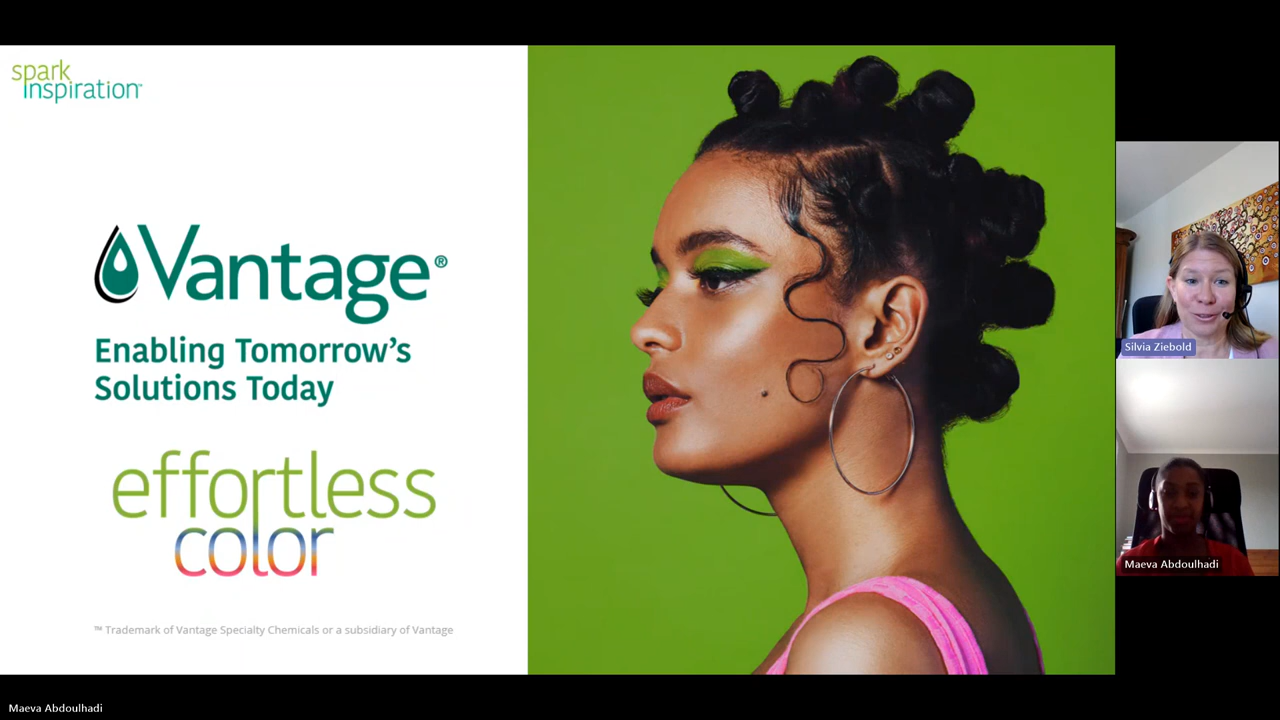 spark
inspiration™
Vantage®
Enabling Tomorrow's
Solutions Today
effortless
color
™ Trademark of Vantage Specialty Chemicals or a subsidiary of Vantage
Silvia Ziebold
Maeva Abdoulhadi
Maeva Abdoulhadi